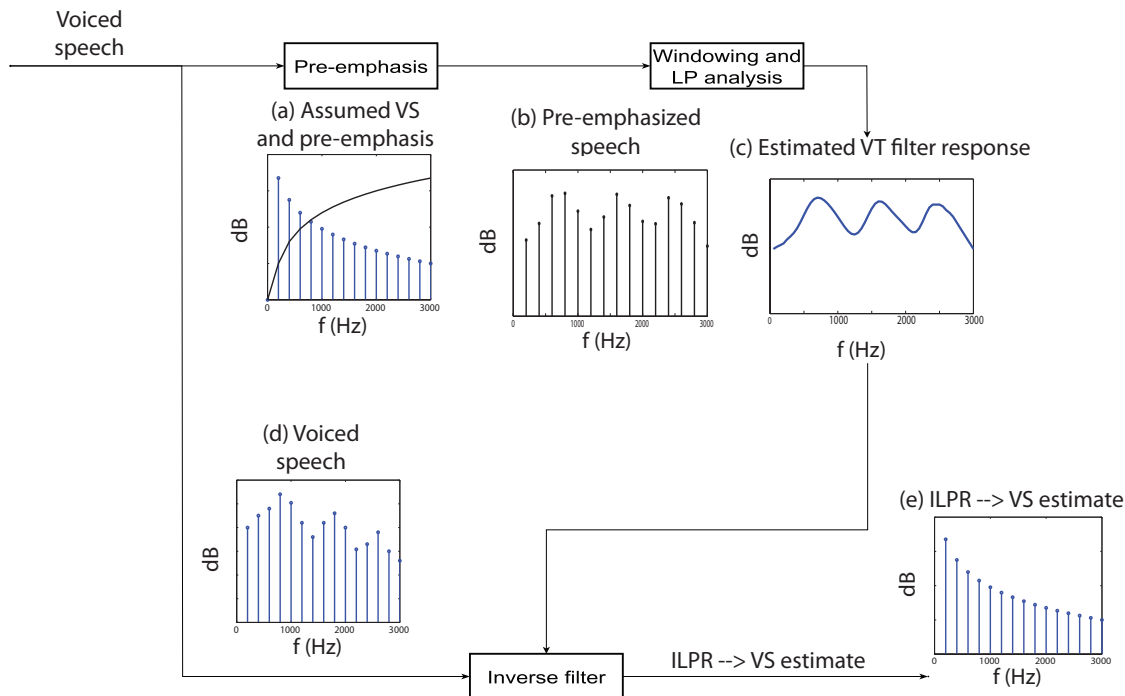 Voiced
speech
Pre-emphasis
Windowing and
LP analysis
(a) Assumed VS
and pre-emphasis
dB
0
1000
2000
3000
f (Hz)
(b) Pre-emphasized
speech
dB
0
1000
2000
3000
f (Hz)
(c) Estimated VT filter response
dB
0
1000
2000
3000
f (Hz)
(d) Voiced
speech
dB
0
1000
2000
3000
f (Hz)
(e) ILPR --> VS estimate
dB
0
1000
2000
3000
f (Hz)
Inverse filter
ILPR --> VS estimate